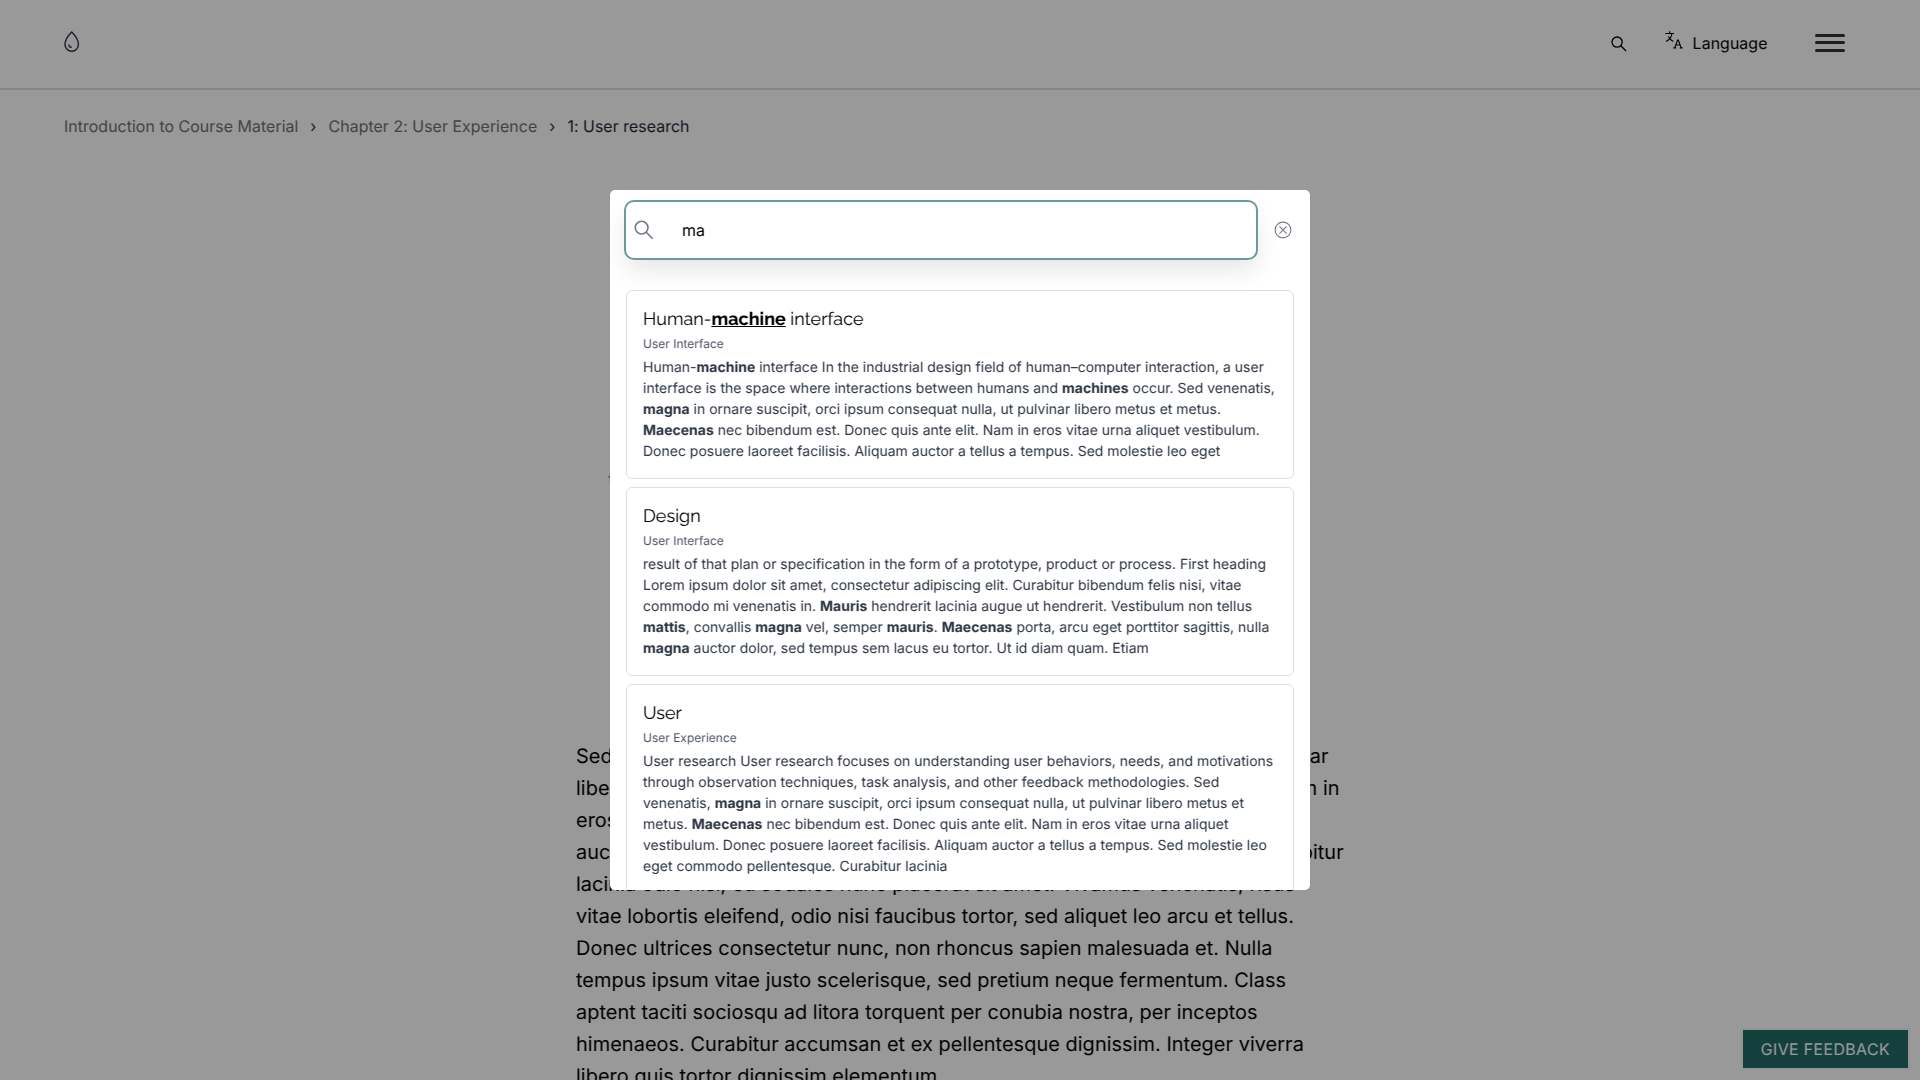 Language
Introduction to Course Material › Chapter 2: User Experience › 1: User research
ma
Human-machine interface
User Interface
Human-machine interface In the industrial design field of human–computer interaction, a user
interface is the space where interactions between humans and machines occur. Sed venenatis,
magna in ornare suscipit, orci ipsum consequat nulla, ut pulvinar libero metus et metus.
Maecenas nec bibendum est. Donec quis ante elit. Nam in eros vitae urna aliquet vestibulum.
Donec posuere laoreet facilisis. Aliquam auctor a tellus a tempus. Sed molestie leo eget
Design
User Interface
result of that plan or specification in the form of a prototype, product or process. First heading
Lorem ipsum dolor sit amet, consectetur adipiscing elit. Curabitur bibendum felis nisi, vitae
commodo mi venenatis in. Mauris hendrerit lacinia augue ut hendrerit. Vestibulum non tellus
mattis, convallis magna vel, semper mauris. Maecenas porta, arcu eget porttitor sagittis, nulla
magna auctor dolor, sed tempus sem lacus eu tortor. Ut id diam quam. Etiam
User
User Experience
User research User research focuses on understanding user behaviors, needs, and motivations
through observation techniques, task analysis, and other feedback methodologies. Sed
venenatis, magna in ornare suscipit, orci ipsum consequat nulla, ut pulvinar libero metus et
metus. Maecenas nec bibendum est. Donec quis ante elit. Nam in eros vitae urna aliquet
vestibulum. Donec posuere laoreet facilisis. Aliquam auctor a tellus a tempus. Sed molestie leo
eget commodo pellentesque. Curabitur lacinia
Sed
in
vitae lobortis eleifend, odio nisi faucibus tortor, sed aliquet leo arcu et tellus.
Donec ultrices consectetur nunc, non rhoncus sapien malesuada et. Nulla
tempus ipsum vitae justo scelerisque, sed pretium neque fermentum. Class
aptent taciti sociosqu ad litora torquent per conubia nostra, per inceptos
himenaeos. Curabitur accumsan et ex pellentesque dignissim. Integer viverra
libero quis tortor dignissim elementum
GIVE FEEDBACK